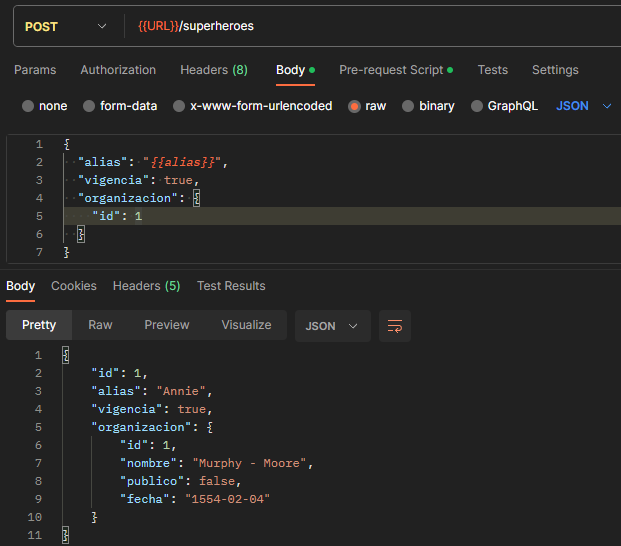 POST {{URL}}/superheroes
Params Authorization Headers (8) Body Pre-request Script Tests Settings
none form-data x-www-form-urlencoded raw binary GraphQL JSON
1 {
2 "alias": "{{alias}}",
3 "vigencia": true,
4 "organizacion": {
5 "id": 1
6 }
7 }
Body Cookies Headers (5) Test Results
Pretty Raw Preview Visualize JSON
1 {
2 "id": 1,
3 "alias": "Annie",
4 "vigencia": true,
5 "organizacion": {
6 "id": 1,
7 "nombre": "Murphy - Moore",
8 "publico": false,
9 "fecha": "1554-02-04"
10 }
11 }